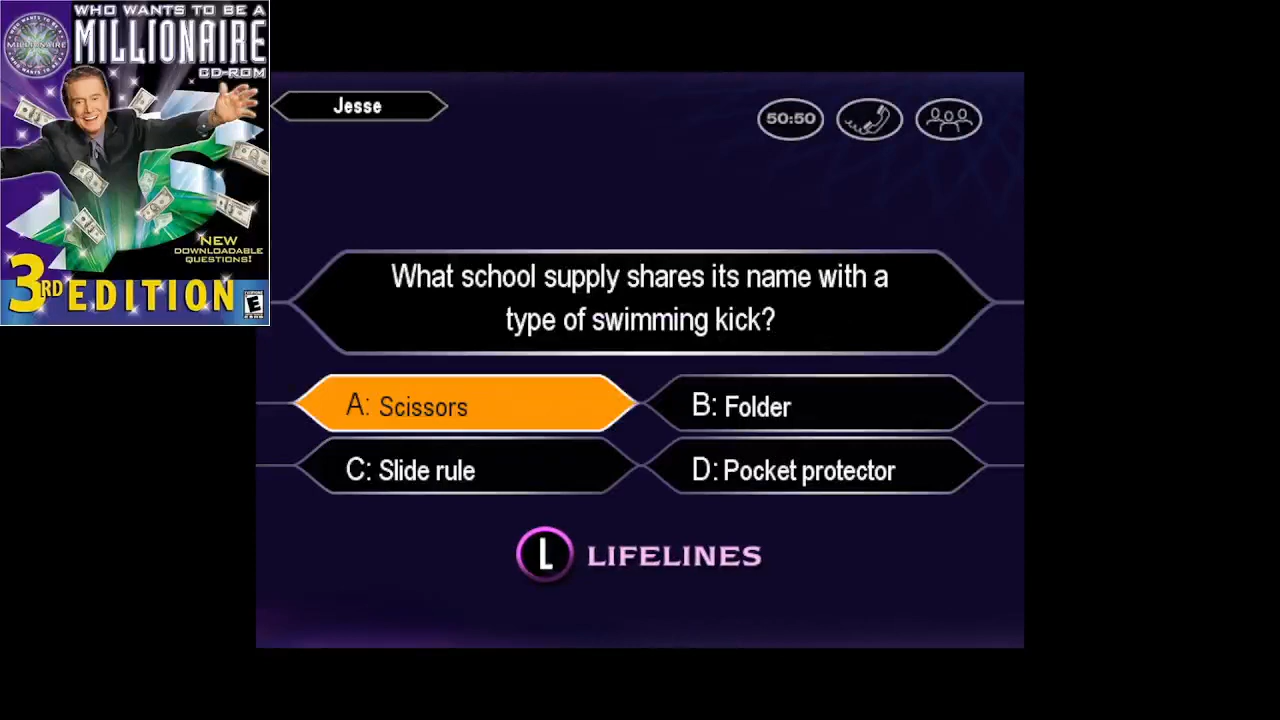 WHO WANTS TO BE A
MILLIONAIRE
CD-ROM
MILLIONAIRE
NEW
DOWNLOADABLE
QUESTIONS!
3RD EDITION
E
Jesse
50:50
What school supply shares its name with a
type of swimming kick?
A: Scissors
B: Folder
C: Slide rule
D: Pocket protector
L LIFELINES